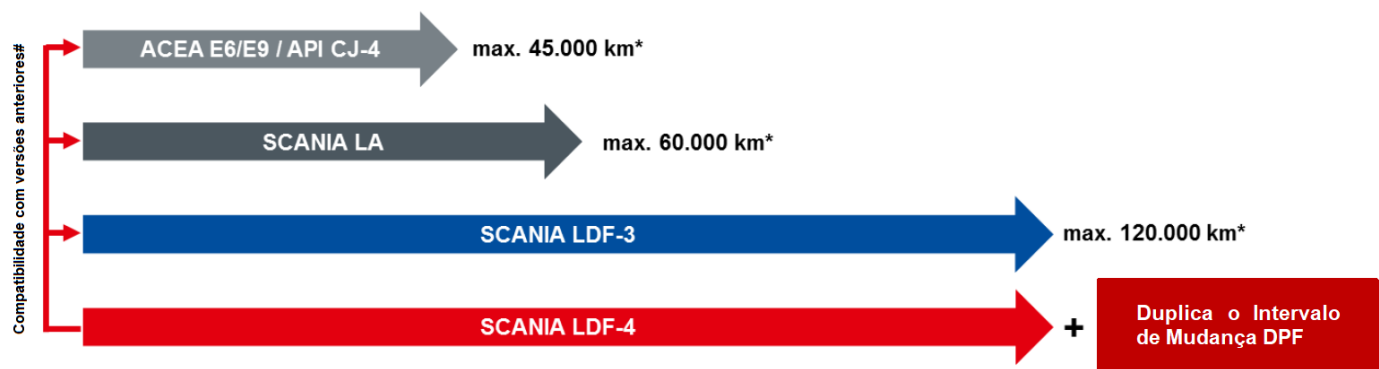 Compatibilidade com versões anteriores#
ACEA E6/E9 / API CJ-4
max. 45.000 km*
SCANIA LA
max. 60.000 km*
SCANIA LDF-3
max. 120.000 km*
SCANIA LDF-4
+
Duplica o Intervalo
de Mudança DPF